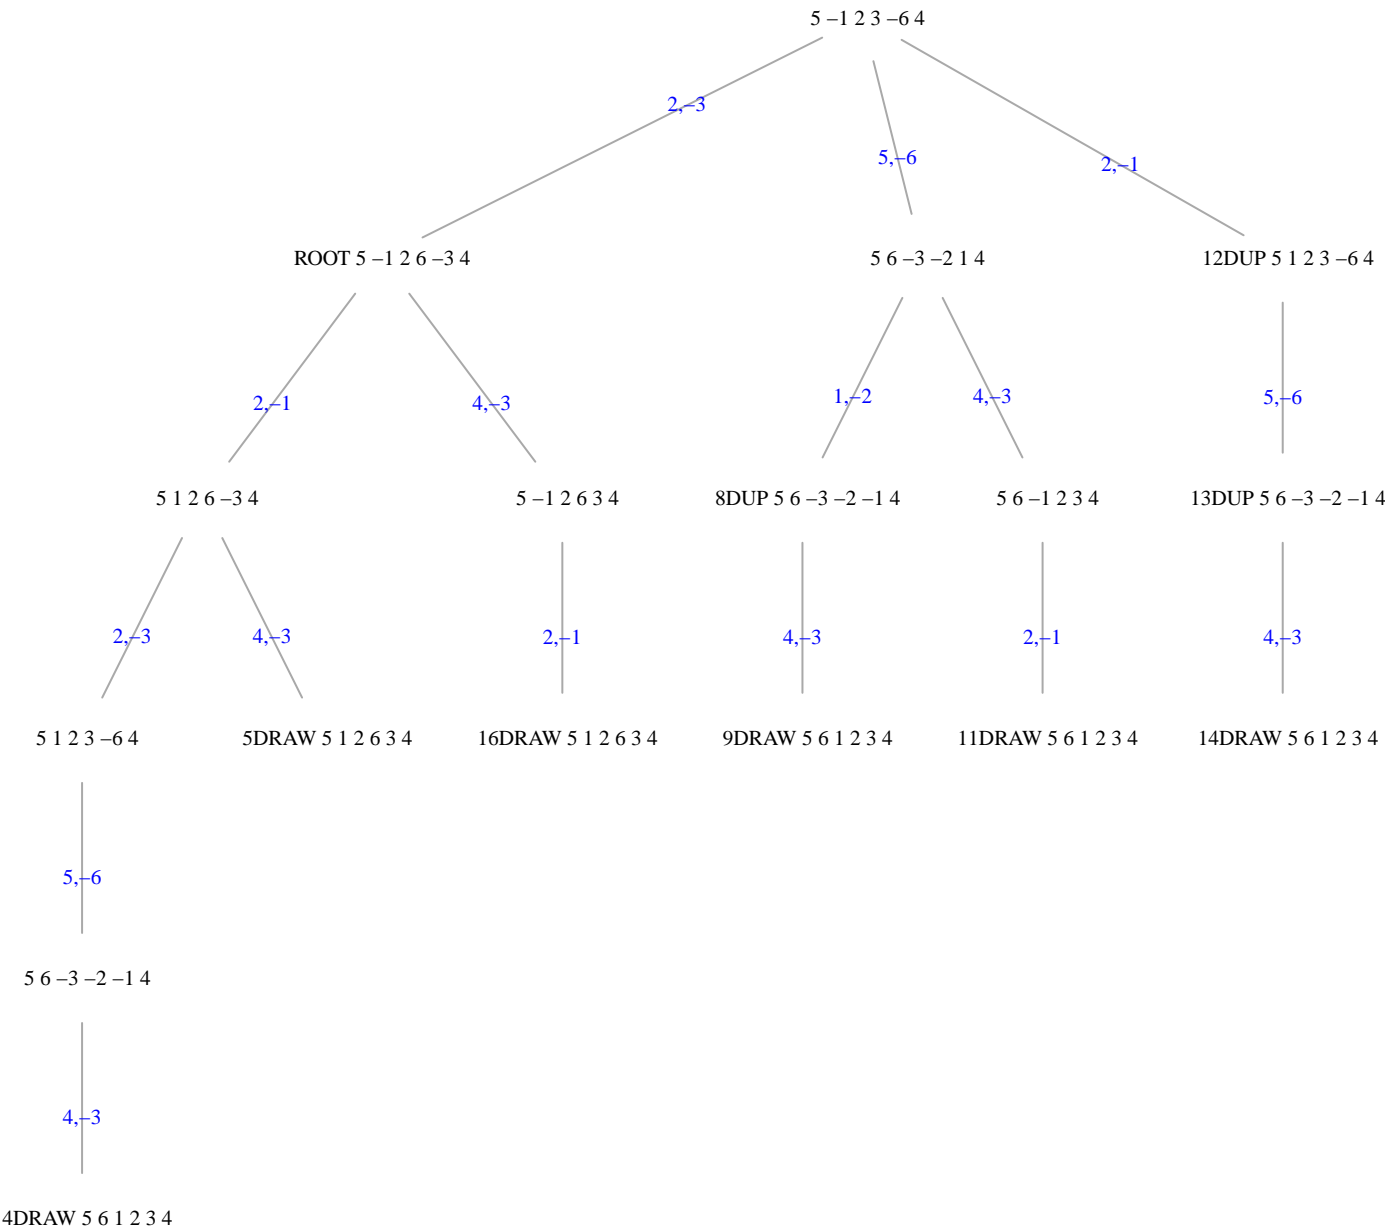 5 –1 2 3 –6 4
2,–3
5,–6
2,–1
ROOT 5 –1 2 6 –3 4
5 6 –3 –2 1 4
12DUP 5 1 2 3 –6 4
2,–1
4,–3
1,–2
4,–3
5,–6
5 1 2 6 –3 4
5 –1 2 6 3 4
8DUP 5 6 –3 –2 –1 4
5 6 –1 2 3 4
13DUP 5 6 –3 –2 –1 4
2,–3
4,–3
2,–1
4,–3
2,–1
4,–3
5 1 2 3 –6 4
5DRAW 5 1 2 6 3 4
16DRAW 5 1 2 6 3 4
9DRAW 5 6 1 2 3 4
11DRAW 5 6 1 2 3 4
14DRAW 5 6 1 2 3 4
5,–6
5 6 –3 –2 –1 4
4,–3
4DRAW 5 6 1 2 3 4